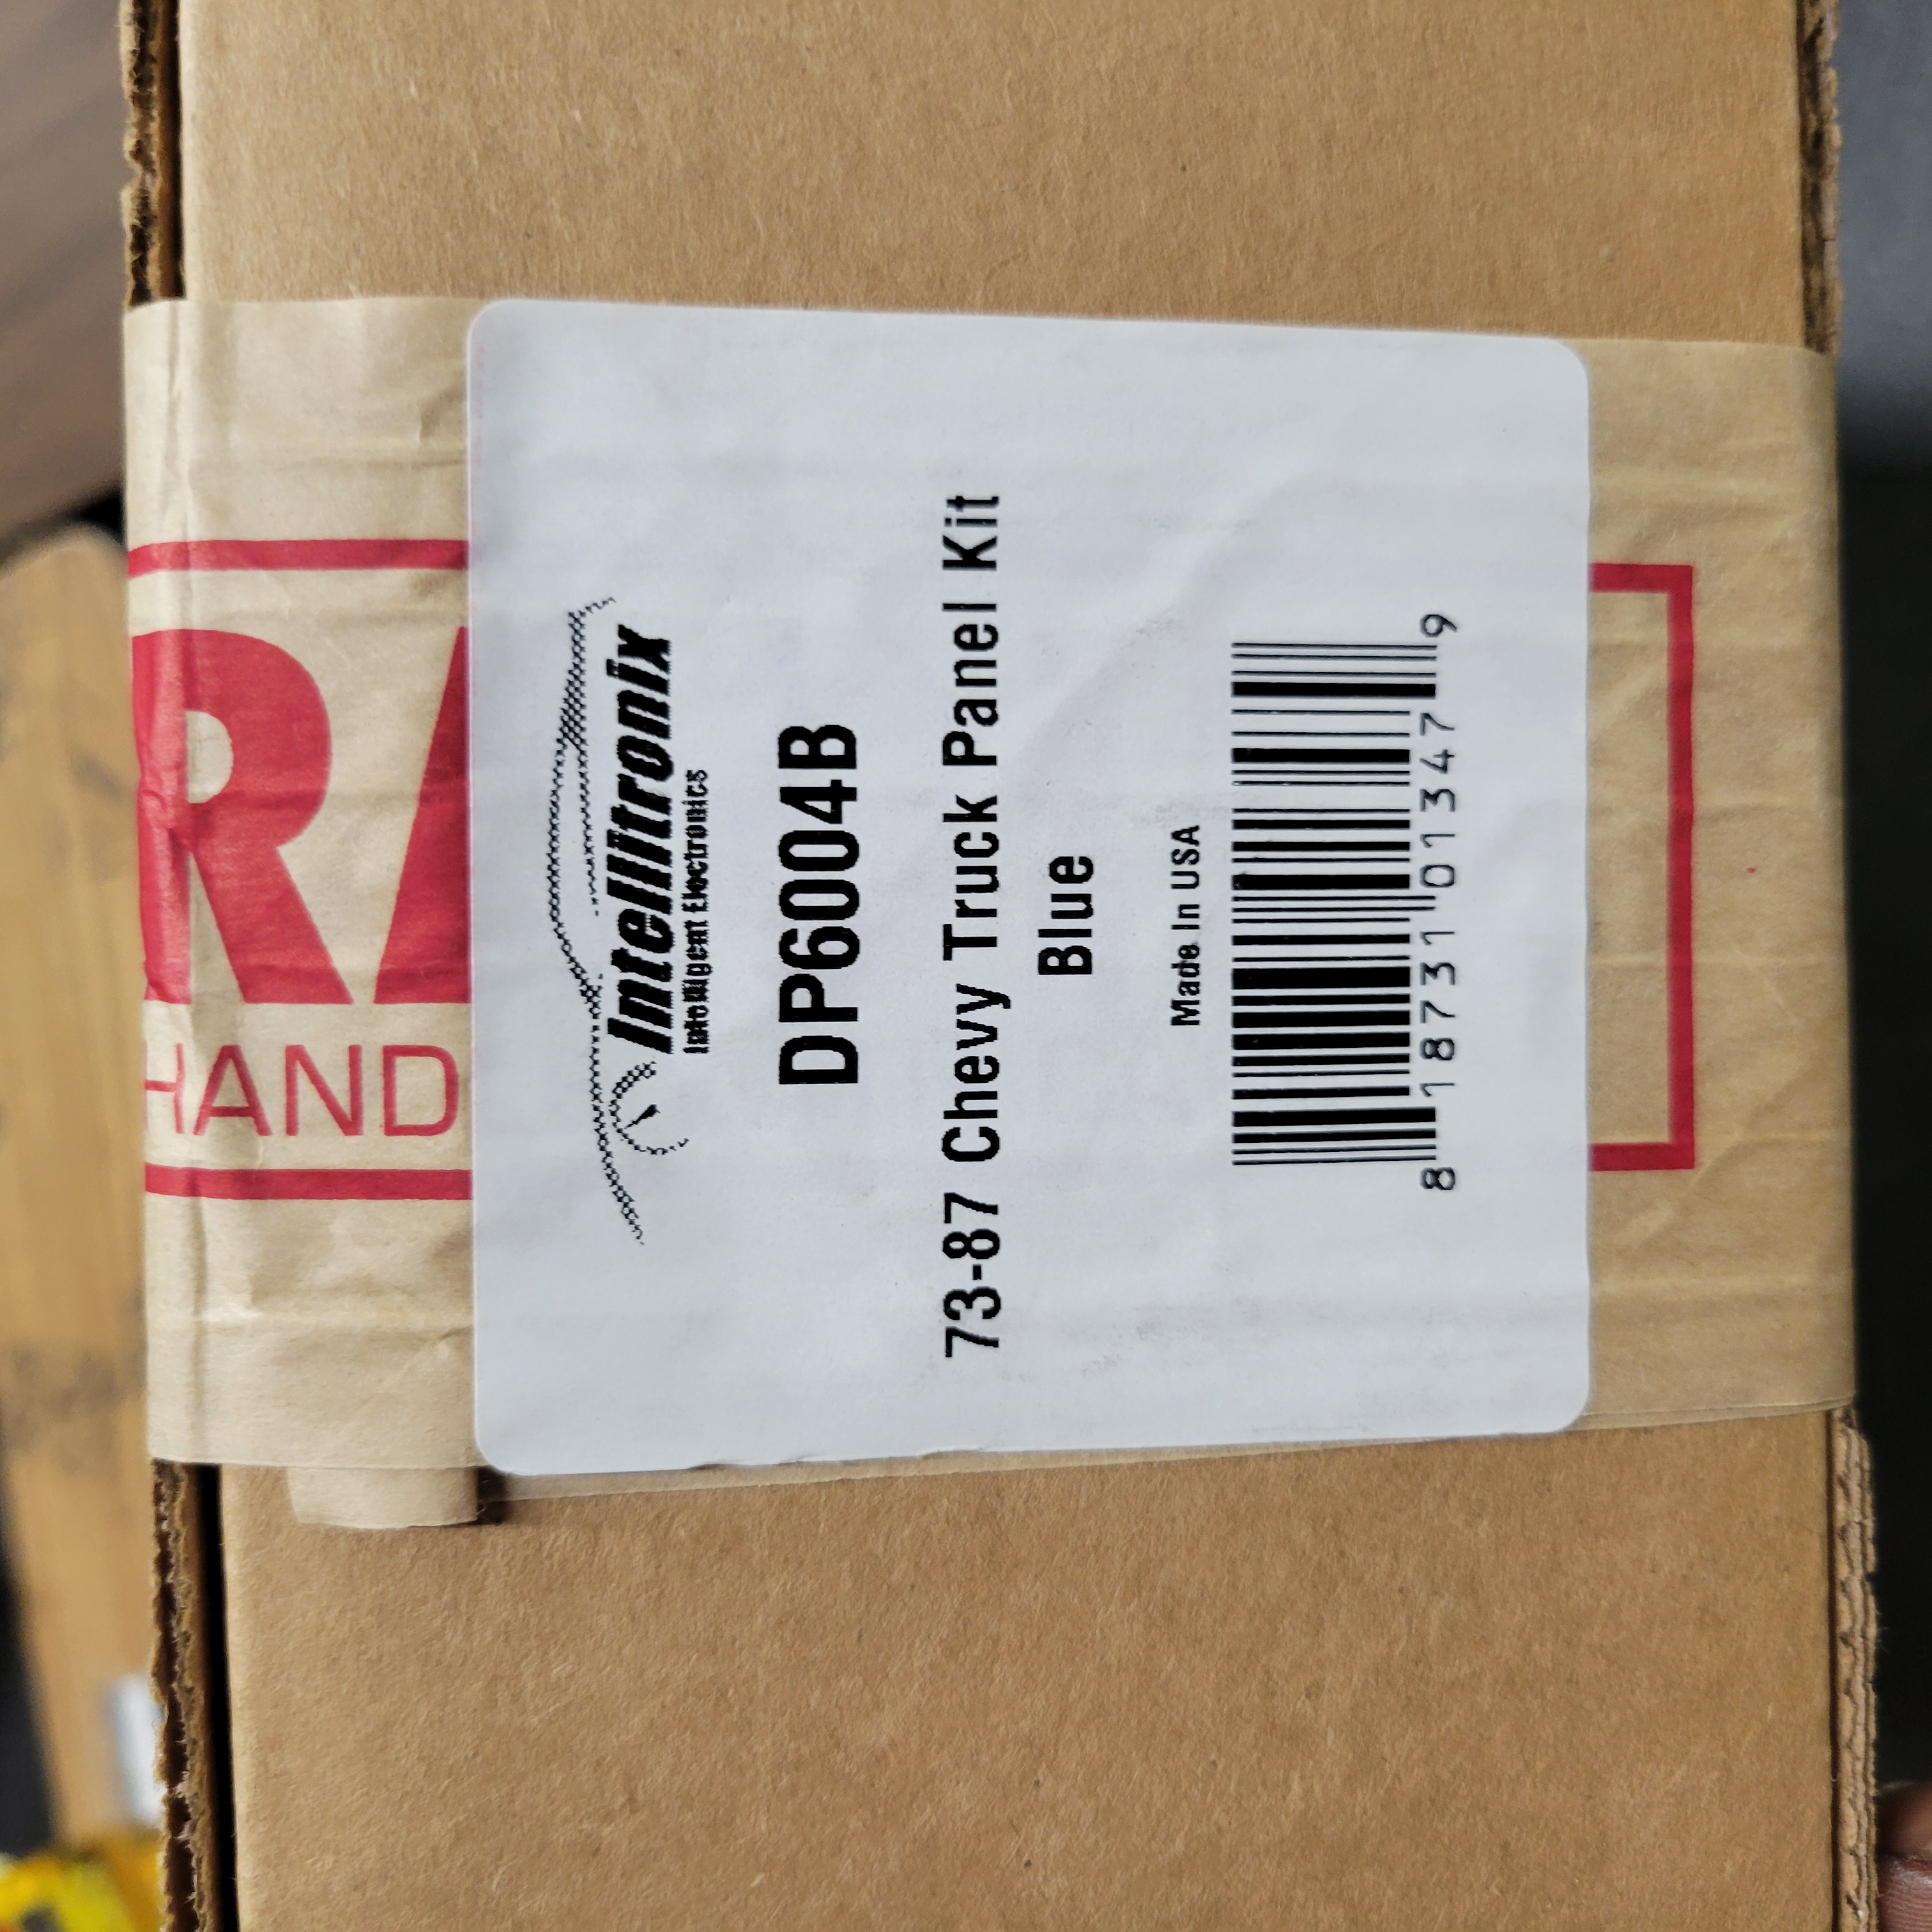 Intellitronix
Intelligent Electronics
DP6004B
73-87 Chevy Truck Panel Kit
Blue
Made In USA
8 18731 01347 9
RA
HAND